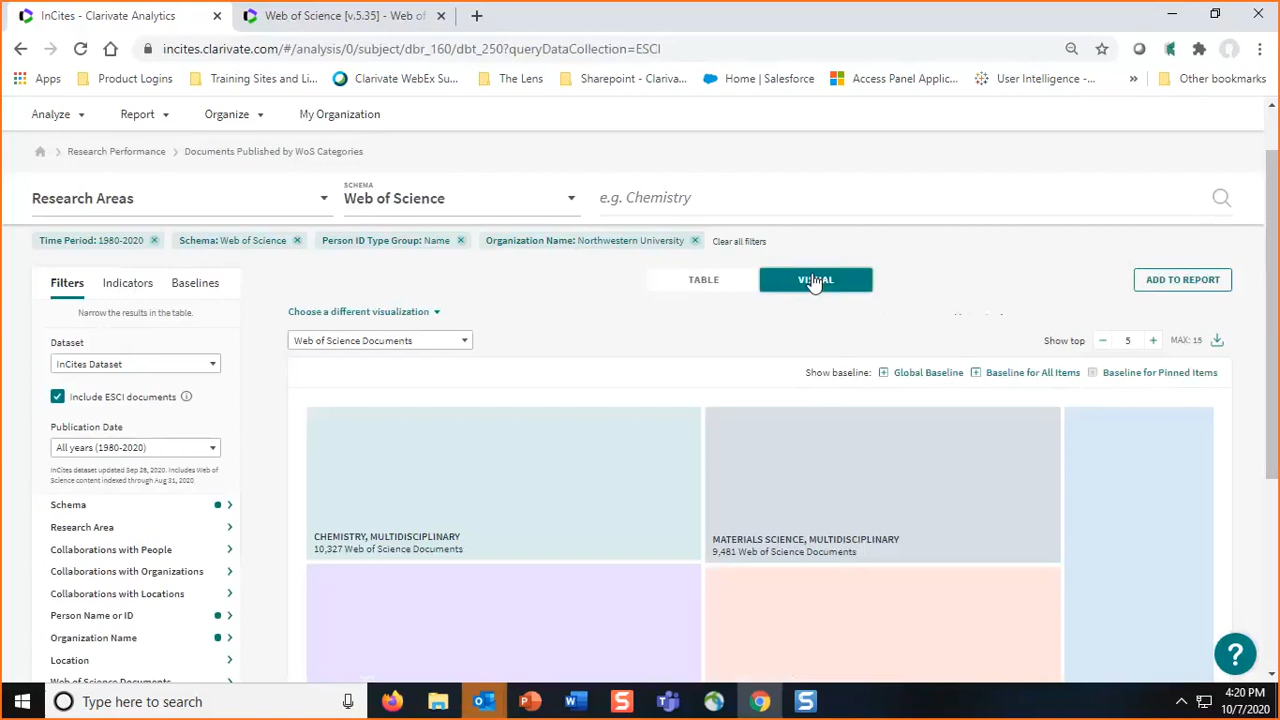 InCites - Clarivate Analytics
Web of Science [v.5.35] - Web of
incites.clarivate.com/#/analysis/0/subject/dbr_160/dbt_250?queryDataCollection=ESCI
Apps Product Logins Training Sites and Li... Clarivate WebEx Su... The Lens Sharepoint - Clariva... Home | Salesforce Access Panel Applic... User Intelligence -... » Other bookmarks
Analyze Report Organize My Organization
Research Performance > Documents Published by WoS Categories
SCHEMA
Research Areas Web of Science e.g. Chemistry
Time Period: 1980-2020 Schema: Web of Science Person ID Type Group: Name Organization Name: Northwestern University Clear all filters
Filters Indicators Baselines
TABLE VISUAL ADD TO REPORT
Narrow the results in the table.
Choose a different visualization
Dataset
Web of Science Documents
Show top − 5 + MAX: 15
InCites Dataset
Show baseline: Global Baseline Baseline for All Items Baseline for Pinned Items
Include ESCI documents
Publication Date
All years (1980-2020)
InCites dataset updated Sep 28, 2020. Includes Web of
Science content indexed through Aug 31, 2020.
Schema
Research Area
Collaborations with People
Collaborations with Organizations
Collaborations with Locations
Person Name or ID
Organization Name
Location
Web of Science Documents
CHEMISTRY, MULTIDISCIPLINARY
10,327 Web of Science Documents
MATERIALS SCIENCE, MULTIDISCIPLINARY
9,481 Web of Science Documents
?
Type here to search
4:20 PM
10/7/2020